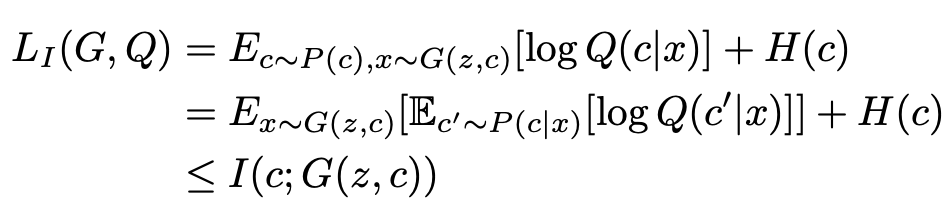 L_I(G, Q) = E_{c∼P(c),x∼G(z,c)}[log Q(c|x)] + H(c)
= E_{x∼G(z,c)}[𝔼_{c′∼P(c|x)}[log Q(c′|x)]] + H(c)
≤ I(c; G(z, c))